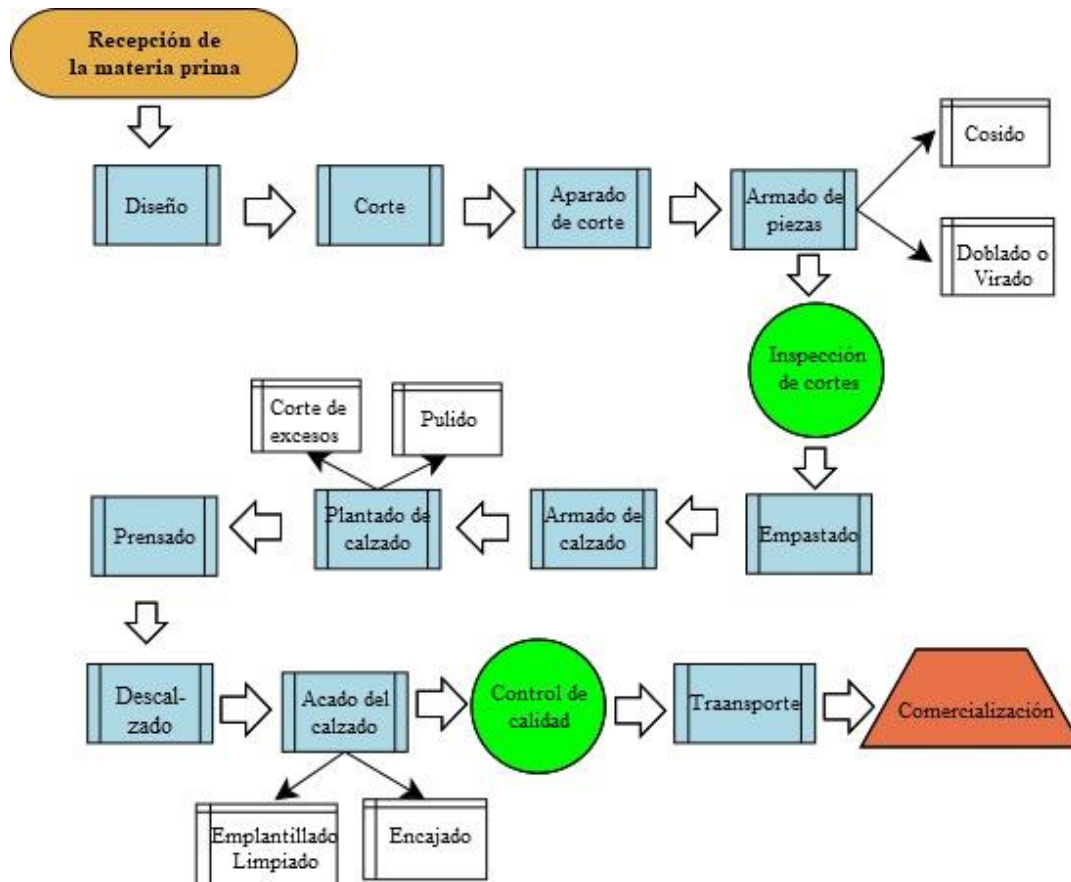 Recepción de
la materia prima
Diseño
Corte
Aparado
de corte
Armado de
piezas
Cosido
Doblado o
Virado
Inspección
de cortes
Empastado
Armado de
calzado
Plantado de
calzado
Corte de
excesos
Pulido
Prensado
Descal-
zado
Acado del
calzado
Emplantillado
Limpiado
Encajado
Control de
calidad
Traansporte
Comercialización